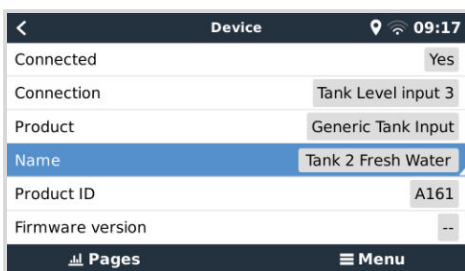 Device 09:17
Connected Yes
Connection Tank Level input 3
Product Generic Tank Input
Name Tank 2 Fresh Water
Product ID A161
Firmware version --
Pages Menu